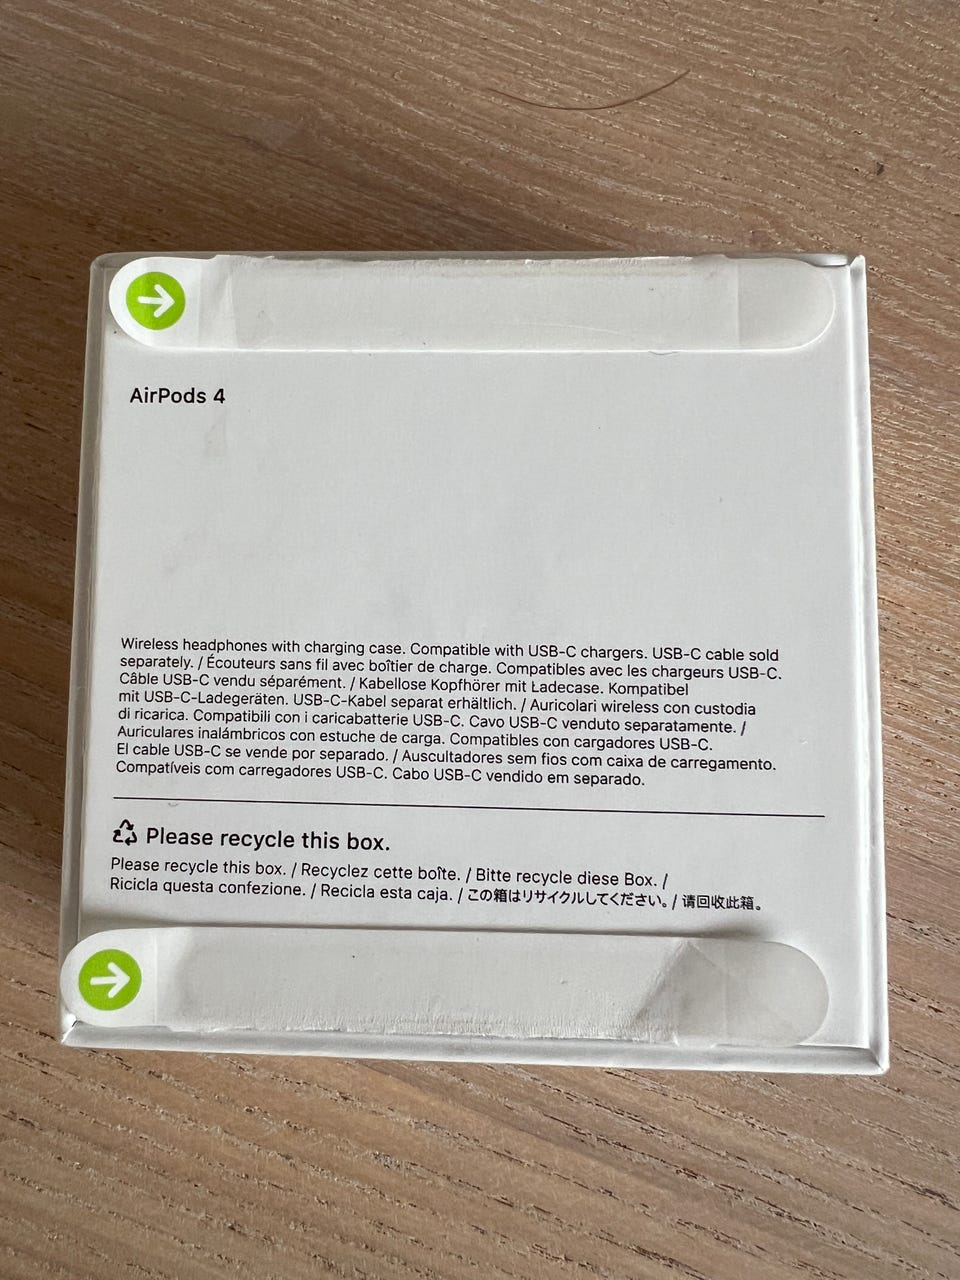 AirPods 4
Wireless headphones with charging case. Compatible with USB-C chargers. USB-C cable sold
separately. / Écouteurs sans fil avec boîtier de charge. Compatibles avec les chargeurs USB-C.
Câble USB-C vendu séparément. / Kabellose Kopfhörer mit Ladecase. Kompatibel
mit USB-C-Ladegeräten. USB-C-Kabel separat erhältlich. / Auricolari wireless con custodia
di ricarica. Compatibili con i caricabatterie USB-C. Cavo USB-C venduto separatamente. /
Auriculares inalámbricos con estuche de carga. Compatibles con cargadores USB-C.
El cable USB-C se vende por separado. / Auscultadores sem fios com caixa de carregamento.
Compatíveis com carregadores USB-C. Cabo USB-C vendido em separado.
Please recycle this box.
Please recycle this box. / Recyclez cette boîte. / Bitte recycle diese Box. /
Ricicla questa confezione. / Recicla esta caja. / この箱はリサイクルしてください。/ 请回收此箱。